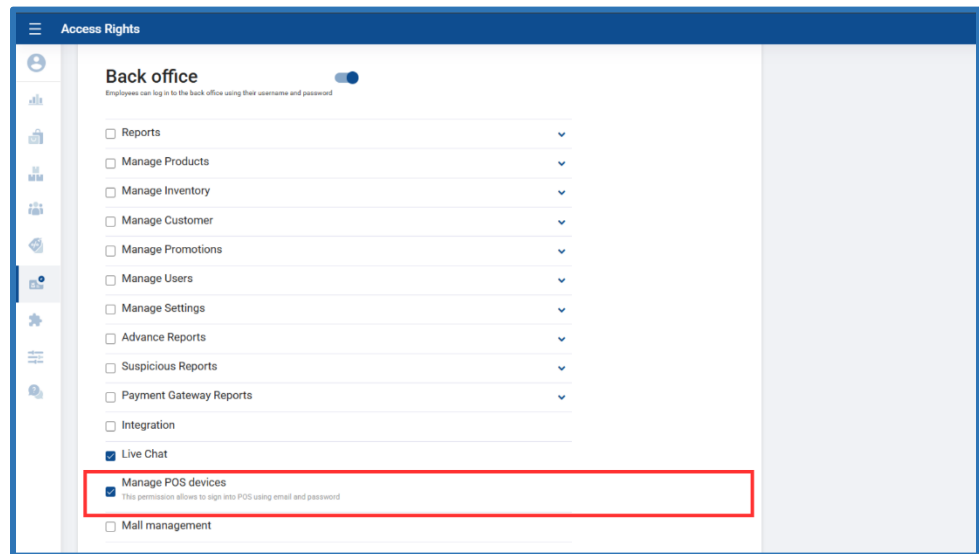 Access Rights
Back office
Employees can log in to the back office using their username and password
Reports
Manage Products
Manage Inventory
Manage Customer
Manage Promotions
Manage Users
Manage Settings
Advance Reports
Suspicious Reports
Payment Gateway Reports
Integration
Live Chat
Manage POS devices
This permission allows to sign into POS using email and password
Mall management